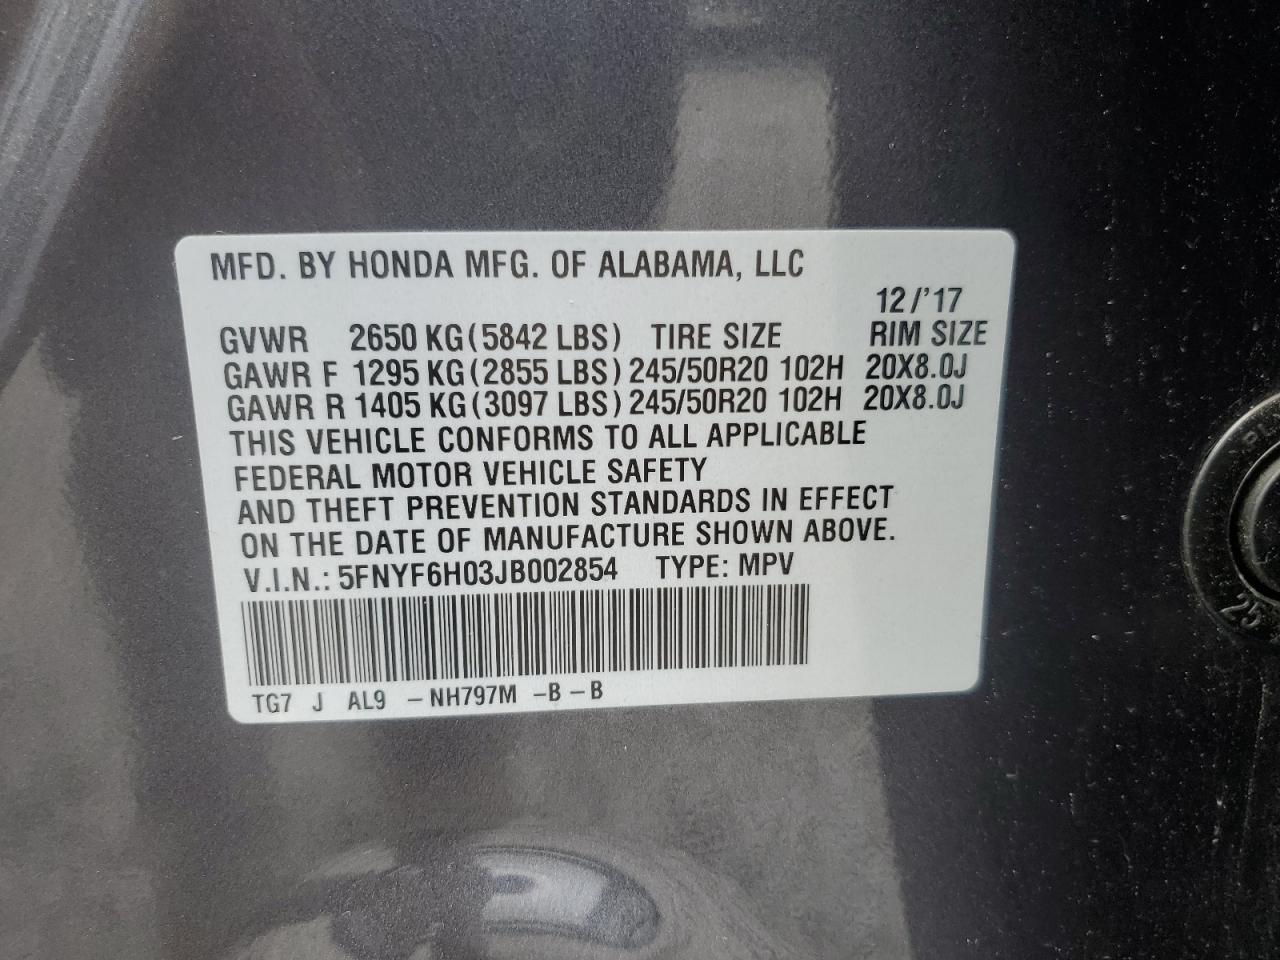 MFD. BY HONDA MFG. OF ALABAMA, LLC
12/'17
GVWR 2650 KG(5842 LBS) TIRE SIZE RIM SIZE
GAWR F 1295 KG(2855 LBS) 245/50R20 102H 20X8.0J
GAWR R 1405 KG(3097 LBS) 245/50R20 102H 20X8.0J
THIS VEHICLE CONFORMS TO ALL APPLICABLE
FEDERAL MOTOR VEHICLE SAFETY
AND THEFT PREVENTION STANDARDS IN EFFECT
ON THE DATE OF MANUFACTURE SHOWN ABOVE.
V.I.N.: 5FNYF6H03JB002854 TYPE: MPV
TG7 J AL9 -NH797M -B-B
25